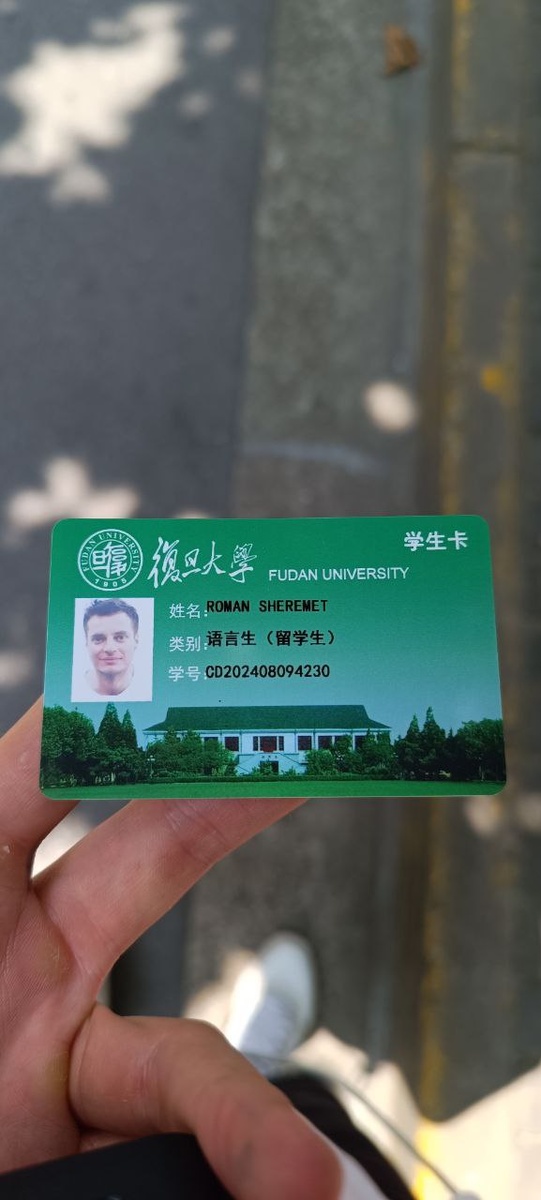 FUDAN UNIVERSITY
1905
復旦大學 FUDAN UNIVERSITY
学生卡
姓名:ROMAN SHEREMET
类别:语言生（留学生）
学号:CD202408094230